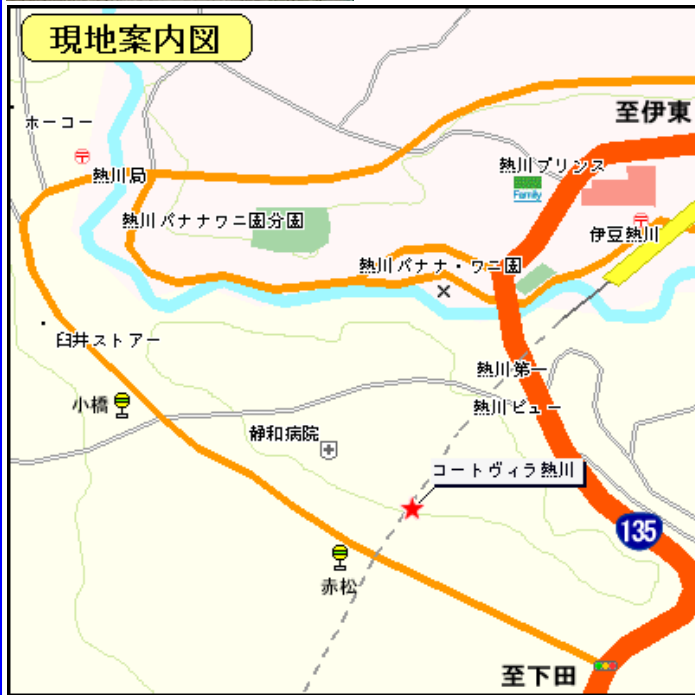 現地案内図
至伊東
ホーコー
熱川プリンス
熱川局
Family
熱川バナナワニ園分園
伊豆熱川
熱川バナナ・ワニ園
臼井ストアー
熱川第一
小橋
熱川ビュー
静和病院
コートヴィラ熱川
135
赤松
至下田